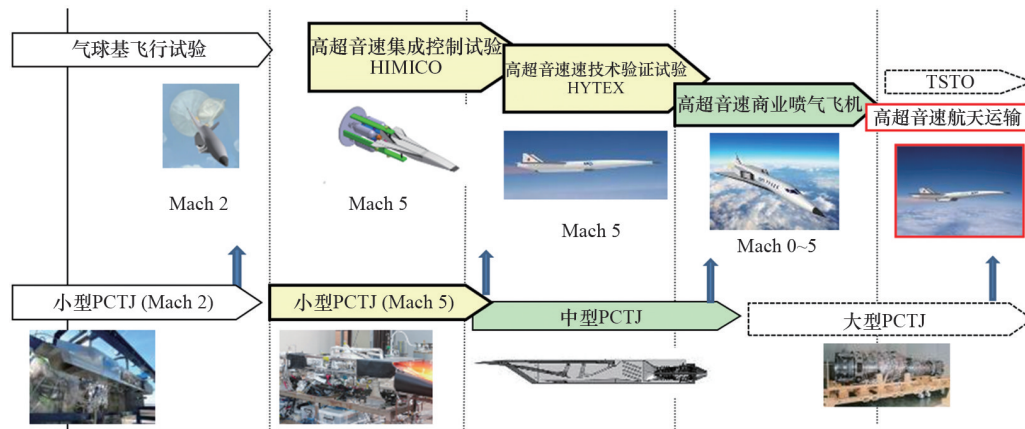 气球基飞行试验
高超音速集成控制试验
HIMICO
高超音速速技术验证试验
HYTEX
高超音速商业喷气飞机
TSTO
高超音速航天运输
Mach 2
Mach 5
Mach 5
Mach 0~5
小型PCTJ (Mach 2)
小型PCTJ (Mach 5)
中型PCTJ
大型PCTJ